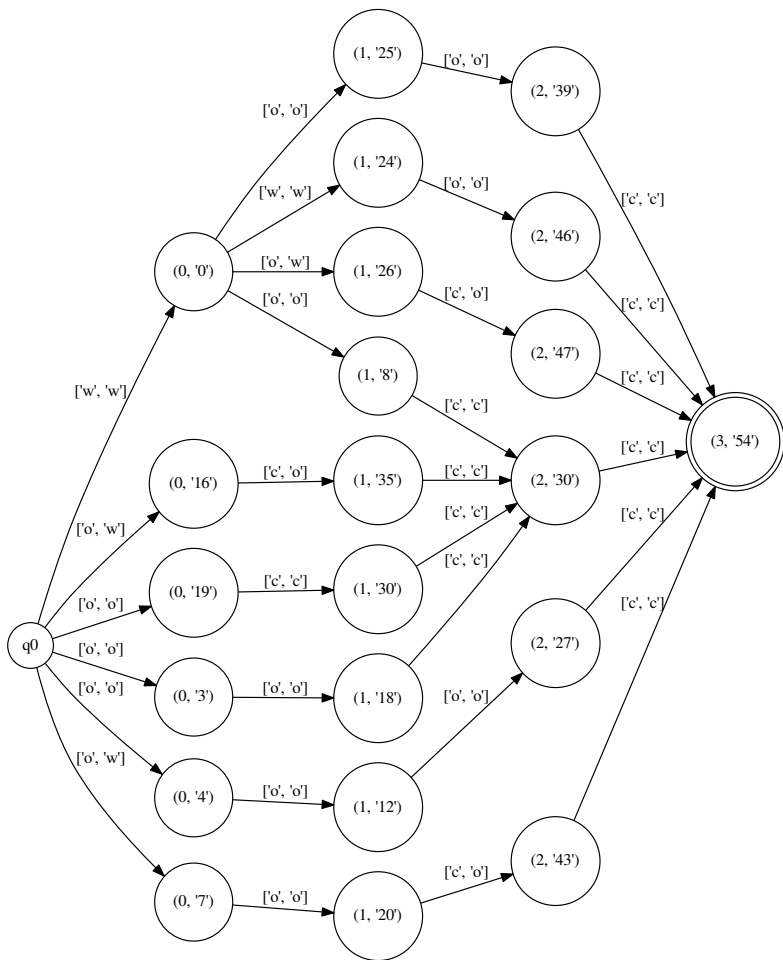 (1, '25')
['o', 'o']
(2, '39')
['o', 'o']
(1, '24')
['w', 'w']
['o', 'o']
['c', 'c']
(2, '46')
(0, '0')
['o', 'w']
(1, '26')
['o', 'o']
['c', 'o']
['c', 'c']
(2, '47')
(1, '8')
['c', 'c']
['w', 'w']
['c', 'c']
(3, '54')
['c', 'c']
(0, '16')
['c', 'o']
(1, '35')
['c', 'c']
(2, '30')
['o', 'w']
['c', 'c']
['c', 'c']
(0, '19')
['c', 'c']
(1, '30')
['c', 'c']
['o', 'o']
['c', 'c']
q0
['o', 'o']
(2, '27')
['o', 'o']
(0, '3')
['o', 'o']
(1, '18')
['o', 'o']
['o', 'w']
(0, '4')
['o', 'o']
(1, '12')
(2, '43')
['c', 'o']
(0, '7')
['o', 'o']
(1, '20')